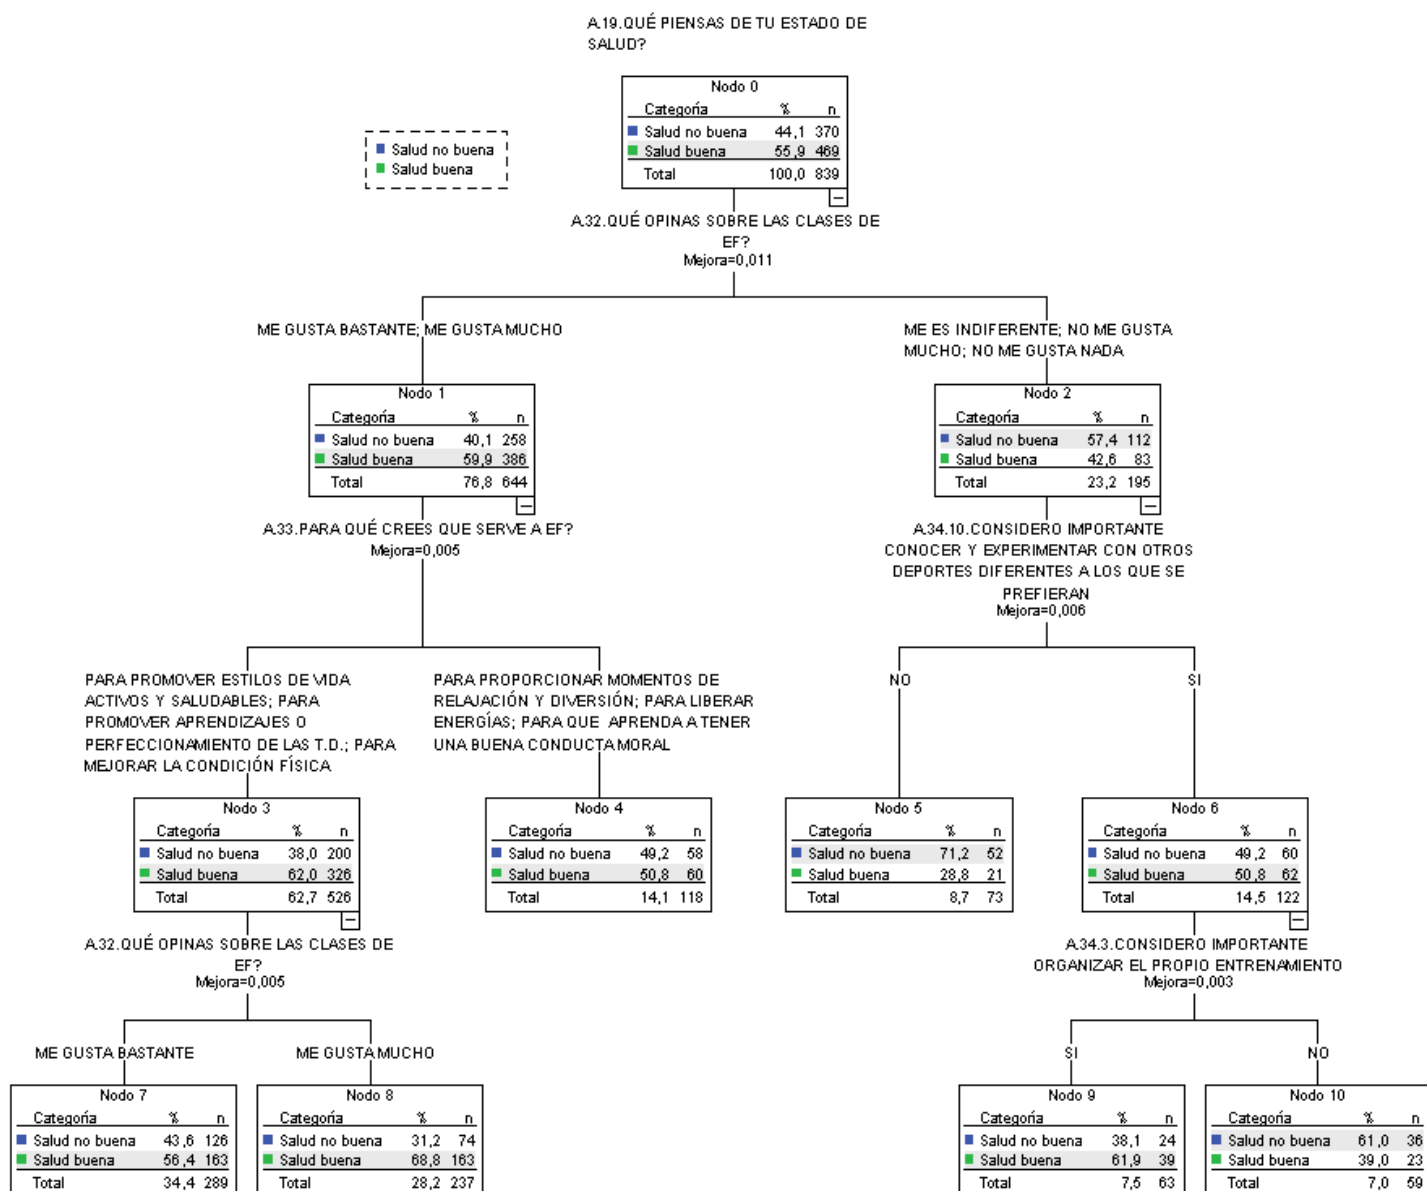 A.19.QUÉ PIENSAS DE TU ESTADO DE
SALUD?
Nodo 0
Categoría % n
Salud no buena 44,1 370
Salud buena 55,9 469
Total 100,0 839
Salud no buena
Salud buena
A.32.QUÉ OPINAS SOBRE LAS CLASES DE
EF?
Mejora=0,011
ME GUSTA BASTANTE; ME GUSTA MUCHO
ME ES INDIFERENTE; NO ME GUSTA
MUCHO; NO ME GUSTA NADA
Nodo 1
Categoría % n
Salud no buena 40,1 258
Salud buena 59,9 386
Total 76,8 644
Nodo 2
Categoría % n
Salud no buena 57,4 112
Salud buena 42,6 83
Total 23,2 195
A.33.PARA QUÉ CREES QUE SERVE A EF?
Mejora=0,005
A.34.10.CONSIDERO IMPORTANTE
CONOCER Y EXPERIMENTAR CON OTROS
DEPORTES DIFERENTES A LOS QUE SE
PREFIERAN
Mejora=0,006
PARA PROMOVER ESTILOS DE VIDA
ACTIVOS Y SALUDABLES; PARA
PROMOVER APRENDIZAJES O
PERFECCIONAMIENTO DE LAS T.D.; PARA
MEJORAR LA CONDICIÓN FÍSICA
PARA PROPORCIONAR MOMENTOS DE
RELAJACIÓN Y DIVERSIÓN; PARA LIBERAR
ENERGÍAS; PARA QUE APRENDA A TENER
UNA BUENA CONDUCTA MORAL
NO
SI
Nodo 3
Categoría % n
Salud no buena 38,0 200
Salud buena 62,0 326
Total 62,7 526
Nodo 4
Categoría % n
Salud no buena 49,2 58
Salud buena 50,8 60
Total 14,1 118
Nodo 5
Categoría % n
Salud no buena 71,2 52
Salud buena 28,8 21
Total 8,7 73
Nodo 6
Categoría % n
Salud no buena 49,2 60
Salud buena 50,8 62
Total 14,5 122
A.32.QUÉ OPINAS SOBRE LAS CLASES DE
EF?
Mejora=0,005
A.34.3.CONSIDERO IMPORTANTE
ORGANIZAR EL PROPIO ENTRENAMIENTO
Mejora=0,003
ME GUSTA BASTANTE
ME GUSTA MUCHO
SI
NO
Nodo 7
Categoría % n
Salud no buena 43,6 126
Salud buena 56,4 163
Total 34,4 289
Nodo 8
Categoría % n
Salud no buena 31,2 74
Salud buena 68,8 163
Total 28,2 237
Nodo 9
Categoría % n
Salud no buena 38,1 24
Salud buena 61,9 39
Total 7,5 63
Nodo 10
Categoría % n
Salud no buena 61,0 36
Salud buena 39,0 23
Total 7,0 59